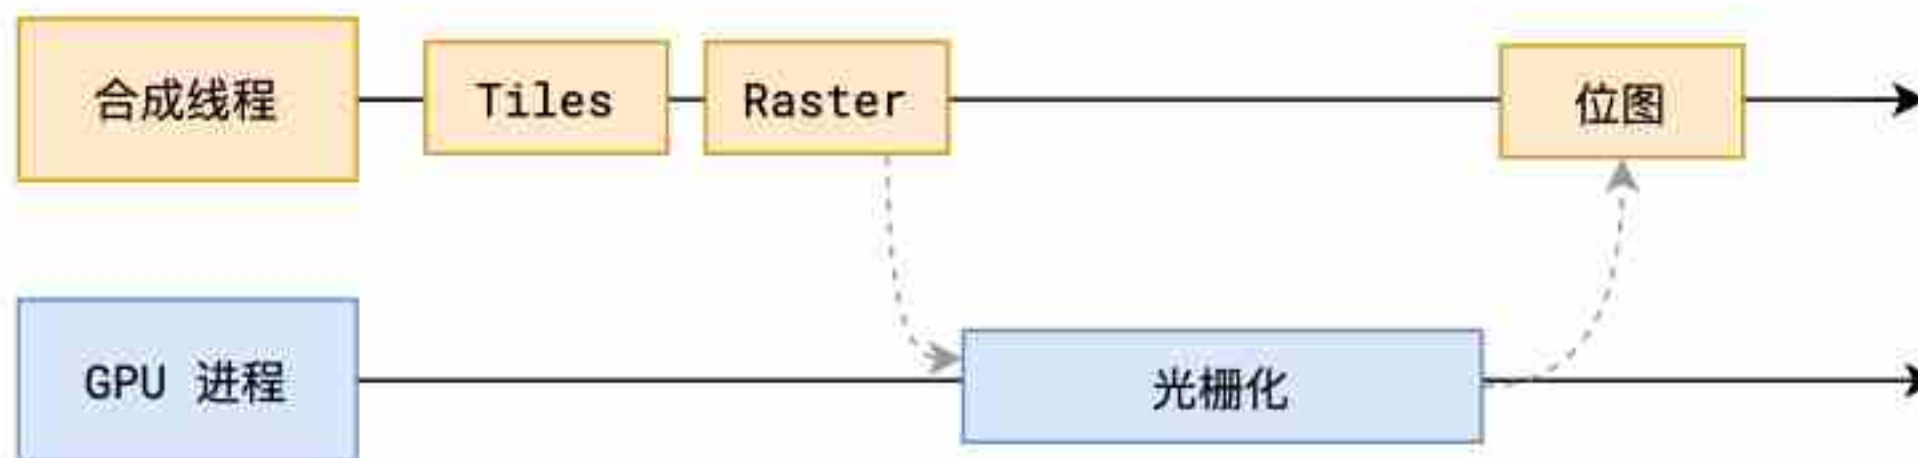 合成线程
Tiles
Raster
位图
GPU 进程
光栅化